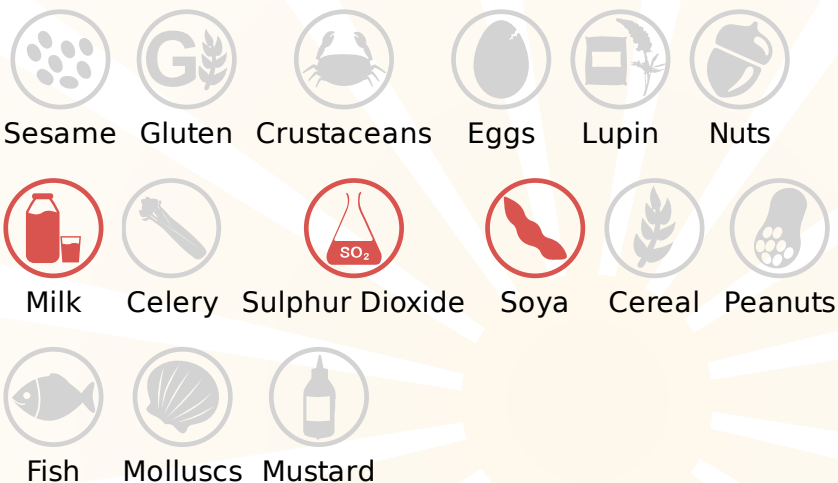 G
Sesame Gluten Crustaceans Eggs Lupin Nuts
SO₂
Milk Celery Sulphur Dioxide Soya Cereal Peanuts
Fish Molluscs Mustard